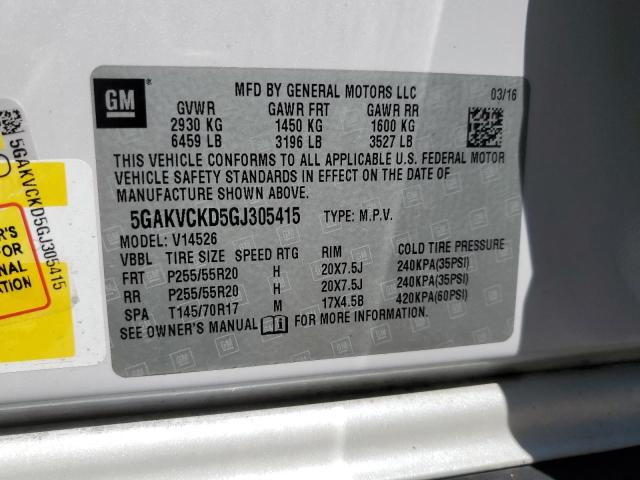 GM
MFD BY GENERAL MOTORS LLC
03/16
GVWR GAWR FRT GAWR RR
2930 KG 1450 KG 1600 KG
6459 LB 3196 LB 3527 LB
THIS VEHICLE CONFORMS TO ALL APPLICABLE U.S. FEDERAL MOTOR
VEHICLE SAFETY STANDARDS IN EFFECT ON THE DATE OF
MANUFACTURE SHOWN ABOVE.
5GAKVCKD5GJ305415 TYPE: M.P.V.
MODEL: V14526
VBBL TIRE SIZE SPEED RTG RIM COLD TIRE PRESSURE
FRT P255/55R20 H 20X7.5J 240KPA(35PSI)
RR P255/55R20 H 20X7.5J 240KPA(35PSI)
SPA T145/70R17 M 17X4.5B 420KPA(60PSI)
SEE OWNER'S MANUAL FOR MORE INFORMATION
5GAKVCKD5GJ305415